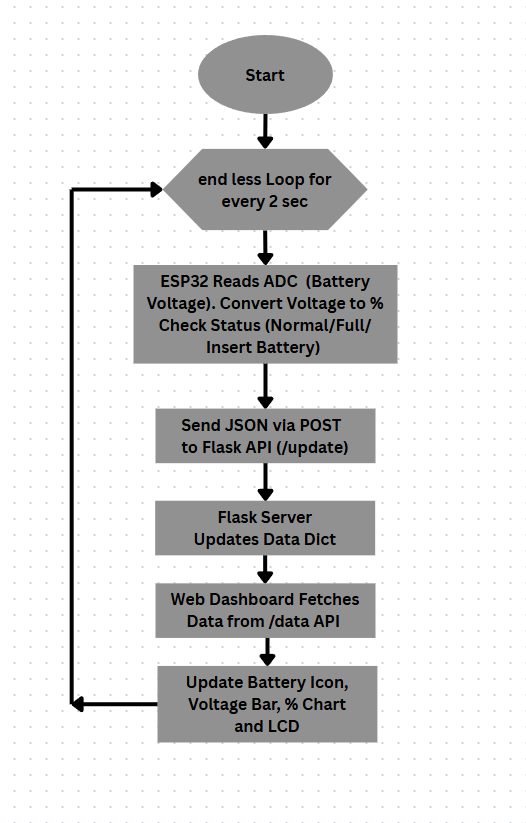 Start
end less Loop for
every 2 sec
ESP32 Reads ADC  (Battery
Voltage). Convert Voltage to %
Check Status (Normal/Full/
Insert Battery)
Send JSON via POST
to Flask API (/update)
Flask Server
Updates Data Dict
Web Dashboard Fetches
Data from /data API
Update Battery Icon,
Voltage Bar, % Chart
and LCD